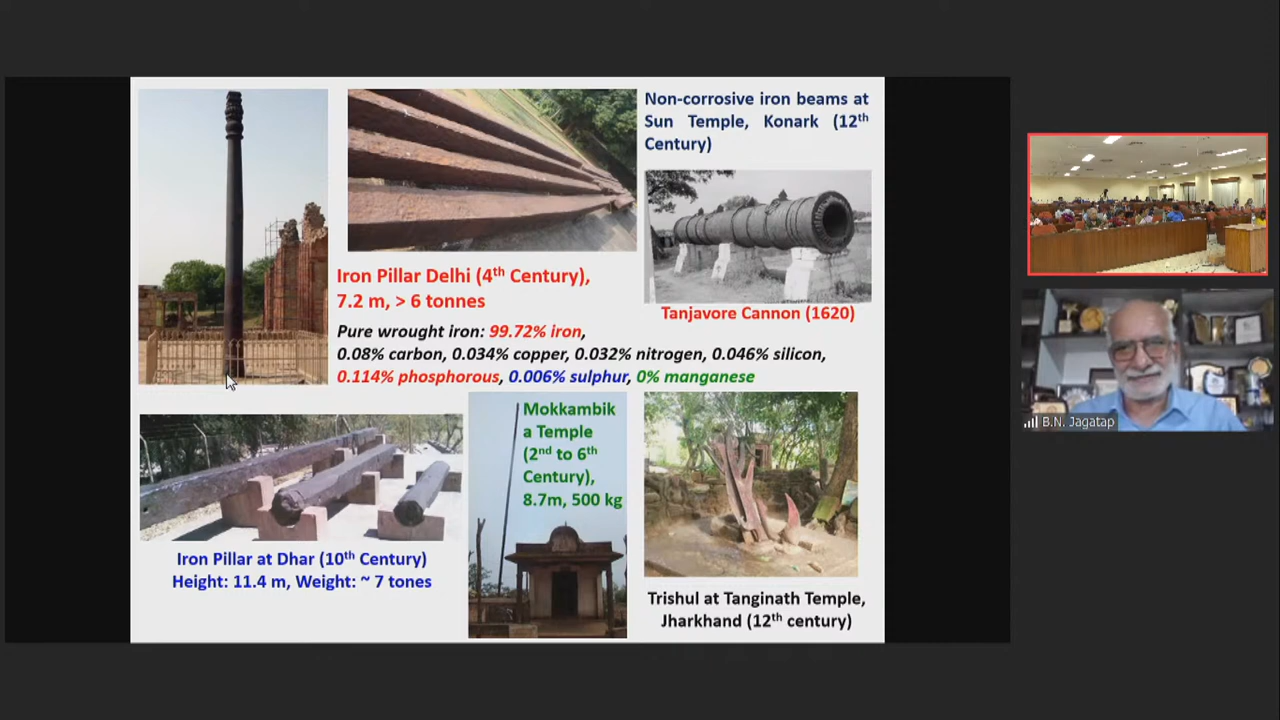 Non-corrosive iron beams at
Sun Temple, Konark (12th
Century)
Iron Pillar Delhi (4th Century),
7.2 m, > 6 tonnes
Tanjavore Cannon (1620)
Pure wrought iron: 99.72% iron,
0.08% carbon, 0.034% copper, 0.032% nitrogen, 0.046% silicon,
0.114% phosphorous, 0.006% sulphur, 0% manganese
Mokkambik
a Temple
(2nd to 6th
Century),
8.7m, 500 kg
Iron Pillar at Dhar (10th Century)
Height: 11.4 m, Weight: ~ 7 tones
Trishul at Tanginath Temple,
Jharkhand (12th century)
B.N. Jagatap